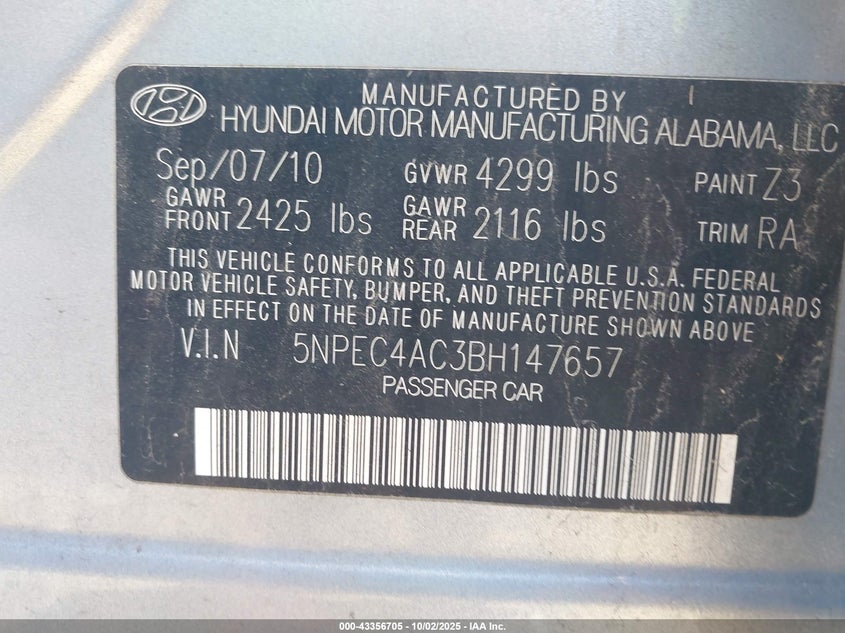 MANUFACTURED BY
HYUNDAI MOTOR MANUFACTURING ALABAMA, LLC
Sep/07/10 GVWR 4299 lbs PAINT Z3
GAWR FRONT 2425 lbs GAWR REAR 2116 lbs TRIM RA
THIS VEHICLE CONFORMS TO ALL APPLICABLE U.S.A. FEDERAL
MOTOR VEHICLE SAFETY, BUMPER, AND THEFT PREVENTION STANDARDS
IN EFFECT ON THE DATE OF MANUFACTURE SHOWN ABOVE
V.I.N 5NPEC4AC3BH147657
PASSENGER CAR
000-43356705 - 10/02/2025 - IAA Inc.